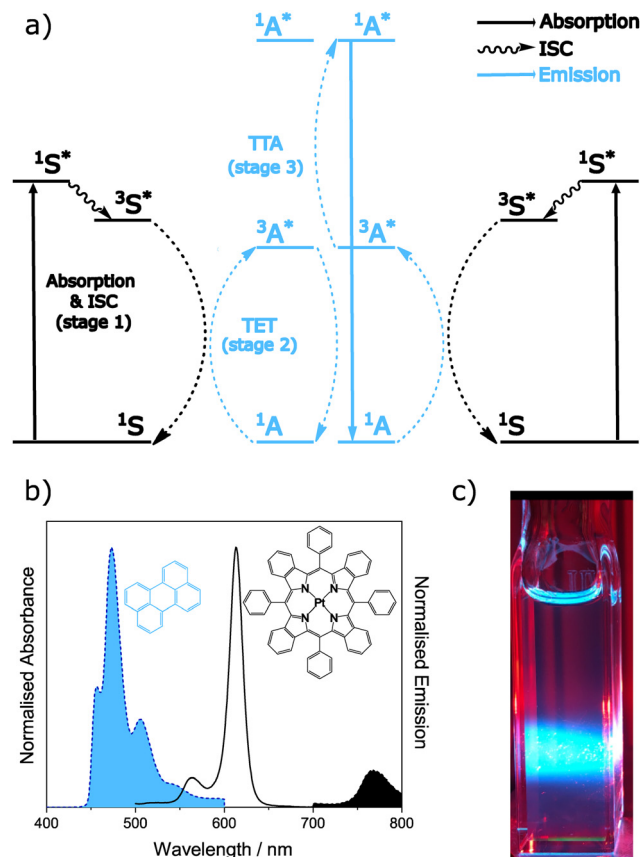 a)
Absorption
ISC
Emission
¹A*
¹A*
TTA
(stage 3)
¹S*
³S*
³A*
³A*
³S*
¹S*
Absorption
& ISC
(stage 1)
TET
(stage 2)
¹S
¹A
¹A
¹S
b)
c)
Normalised Absorbance
Normalised Emission
Pt
N
N
N
N
400
500
600
700
800
Wavelength / nm